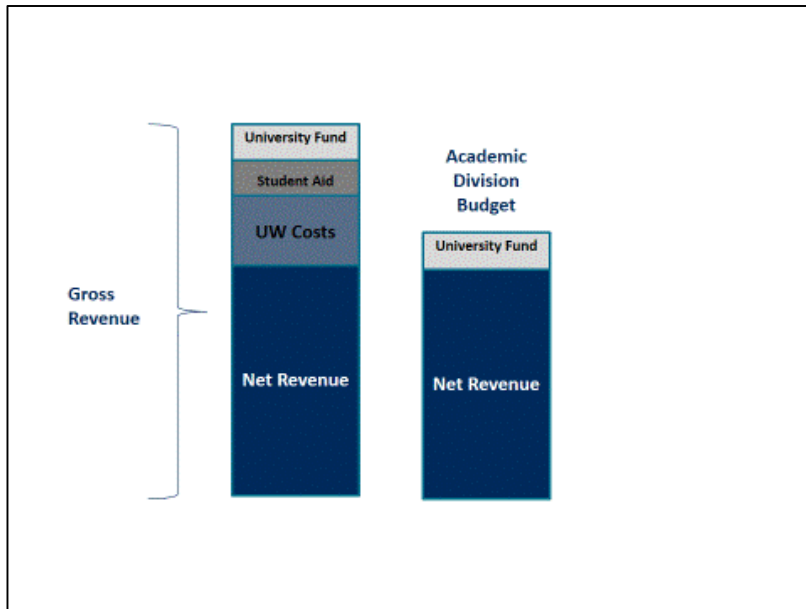 University Fund
Student Aid
UW Costs
Net Revenue
Gross
Revenue
Academic
Division
Budget
University Fund
Net Revenue